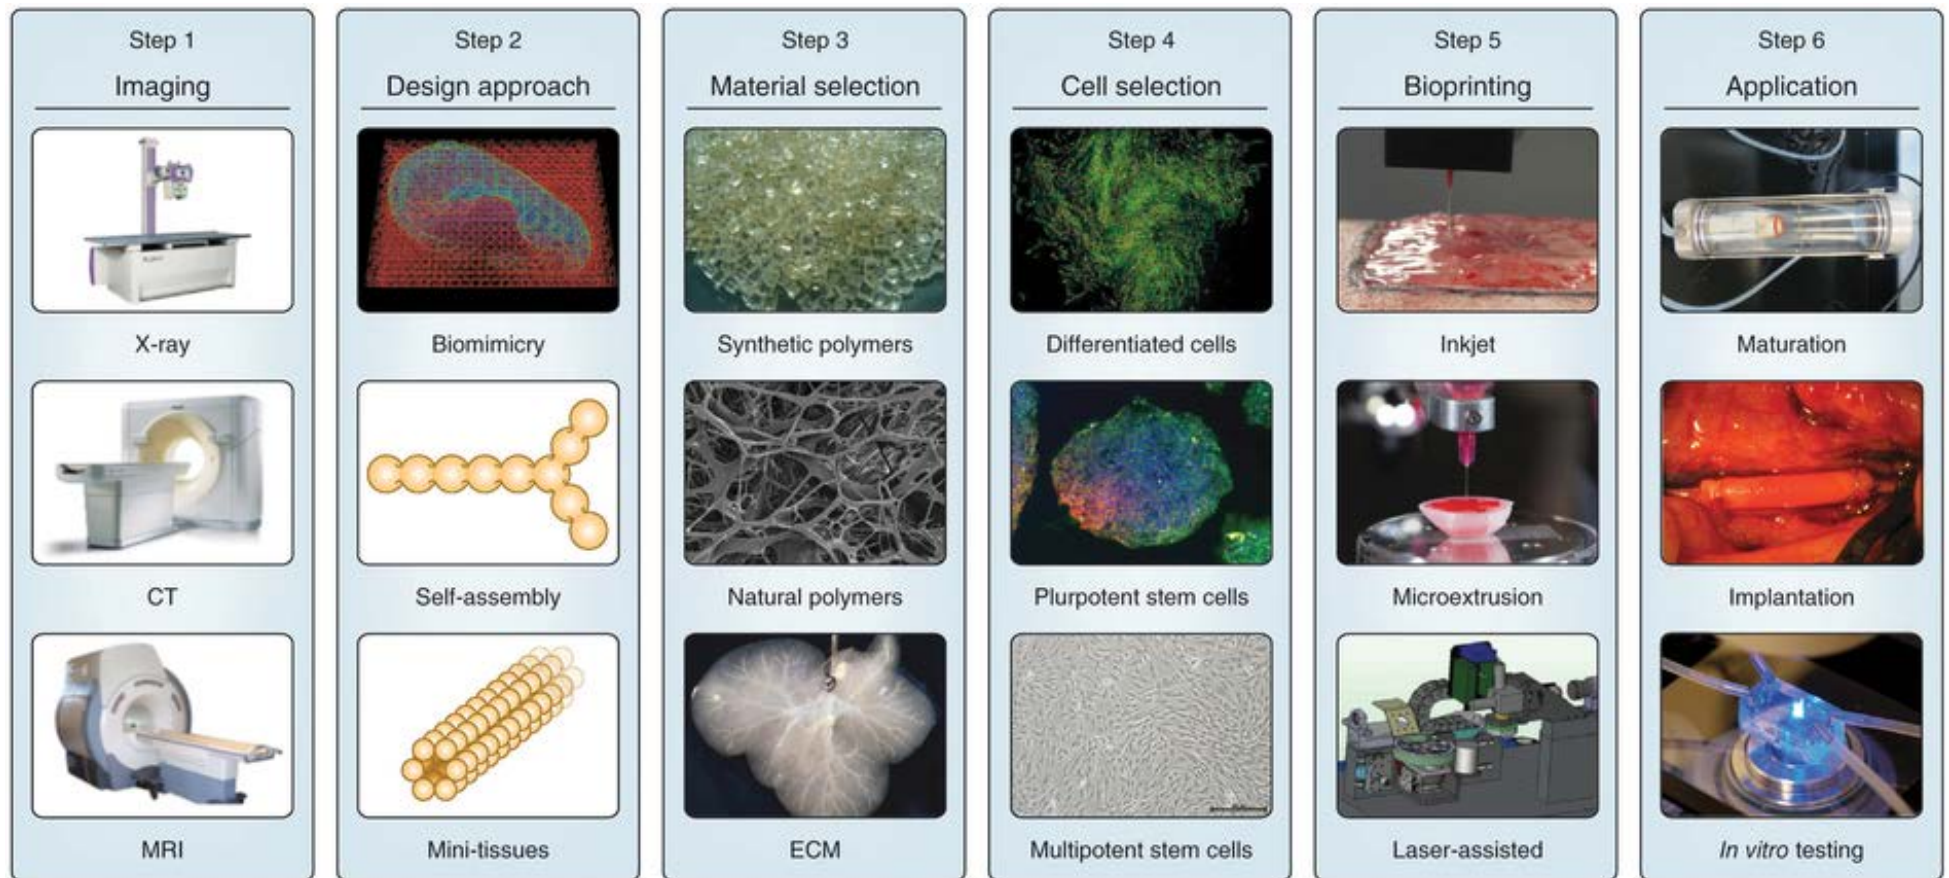 Step 1
Imaging
X-ray
CT
MRI
Step 2
Design approach
Biomimicry
Self-assembly
Mini-tissues
Step 3
Material selection
Synthetic polymers
Natural polymers
ECM
Step 4
Cell selection
Differentiated cells
Plurpotent stem cells
Multipotent stem cells
Step 5
Bioprinting
Inkjet
Microextrusion
Laser-assisted
Step 6
Application
Maturation
Implantation
In vitro testing